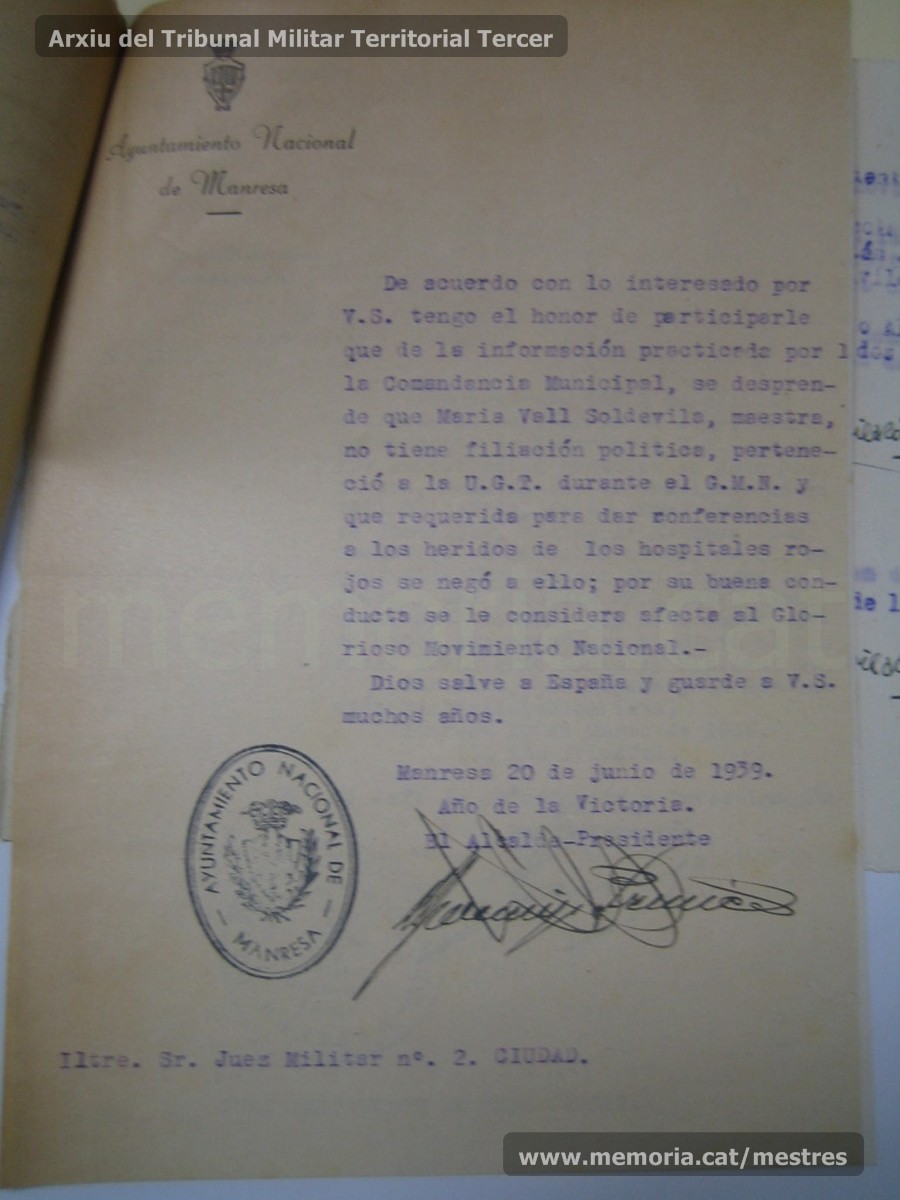 Arxiu del Tribunal Militar Territorial Tercer
Ayuntamiento Nacional
de Manresa
De acuerdo con lo interesado por
V.S. tengo el honor de participarle
que de la información practicada por l
la Comandancia Municipal, se despren-
de que Maria Vall Soldevila, maestra,
no tiene filiación politica, pertene-
ció a la U.G.T. durante el G.M.N. y
que requerida para dar conferencias
a los heridos de los hospitales ro-
jos se negó a ello; por su buena con-
ducta se le considera afecta al Glo-
rioso Movimiento Nacional.-
Dios salve a España y guarde a V.S.
muchos años.
Manresa 20 de junio de 1939.
Año de la Victoria.
El Alcalde-Presidente
AYUNTAMIENTO NACIONAL DE
- MANRESA -
Iltre. Sr. Juez Militar nº. 2. CIUDAD.
memoria.cat
www.memoria.cat/mestres